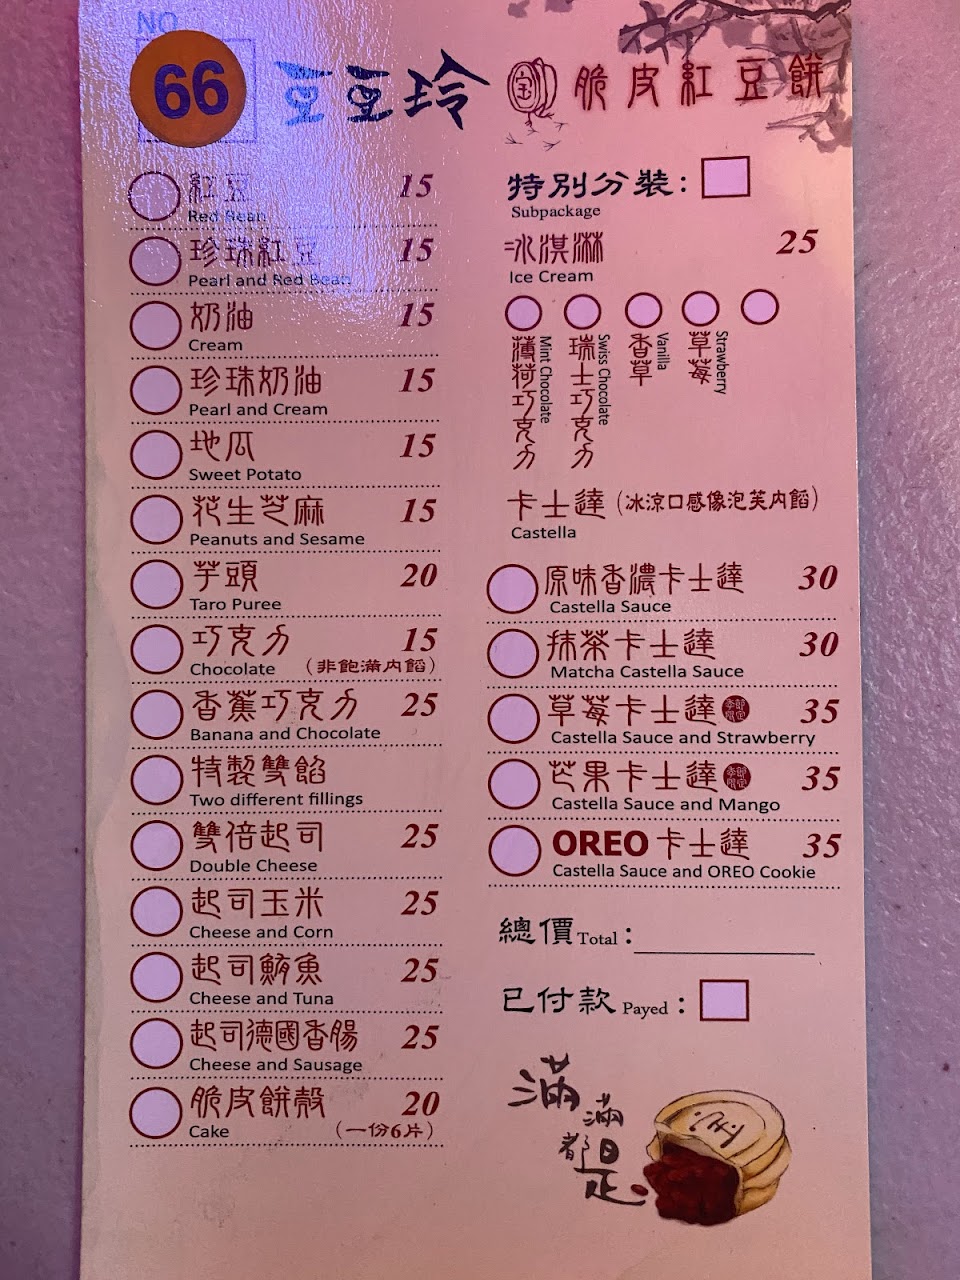 NO
66
豆豆玲 脆皮紅豆餅
紅豆 15
Red Bean
珍珠紅豆 15
Pearl and Red Bean
奶油 15
Cream
珍珠奶油 15
Pearl and Cream
地瓜 15
Sweet Potato
花生芝麻 15
Peanuts and Sesame
芋頭 20
Taro Puree
巧克力 15
Chocolate （非飽滿內餡）
香蕉巧克力 25
Banana and Chocolate
特製雙餡
Two different fillings
雙倍起司 25
Double Cheese
起司玉米 25
Cheese and Corn
起司鮪魚 25
Cheese and Tuna
起司德國香腸 25
Cheese and Sausage
脆皮餅殼 20
Cake （一份6片）
特別分裝：
Subpackage
冰淇淋 25
Ice Cream
薄荷巧克力 Mint Chocolate
瑞士巧克力 Swiss Chocolate
香草 Vanilla
草莓 Strawberry
卡士達（冰涼口感像泡芙內餡）
Castella
原味香濃卡士達 30
Castella Sauce
抹茶卡士達 30
Matcha Castella Sauce
草莓卡士達 35
Castella Sauce and Strawberry
芒果卡士達 35
Castella Sauce and Mango
OREO 卡士達 35
Castella Sauce and OREO Cookie
總價 Total：
已付款 Payed：
滿
滿
都是